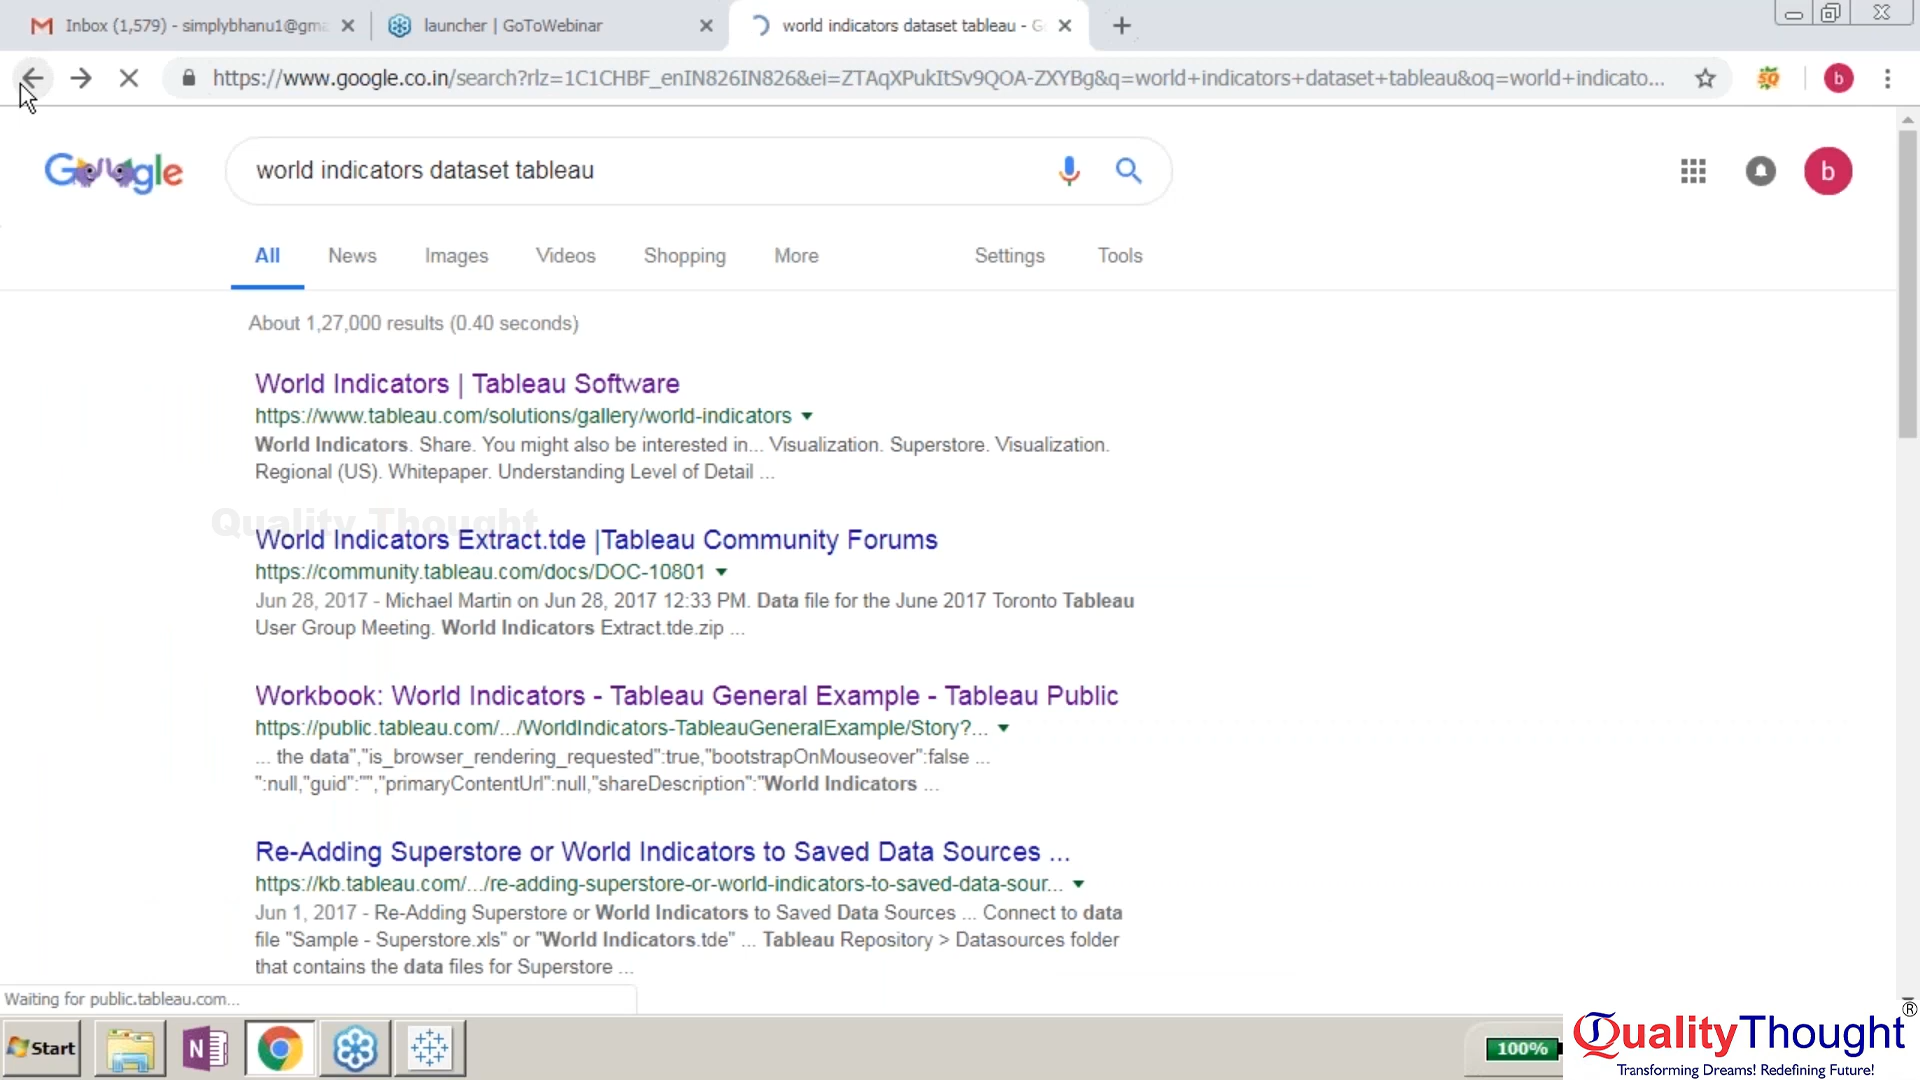 Inbox (1,579) - simplybhanu1@gma
launcher | GoToWebinar
world indicators dataset tableau - G
https://www.google.co.in/search?rlz=1C1CHBF_enIN826IN826&ei=ZTAqXPukItSv9QOA-ZXYBg&q=world+indicators+dataset+tableau&oq=world+indicato...
SQ
b
Google
world indicators dataset tableau
b
All News Images Videos Shopping More Settings Tools
About 1,27,000 results (0.40 seconds)
World Indicators | Tableau Software
https://www.tableau.com/solutions/gallery/world-indicators
World Indicators. Share. You might also be interested in... Visualization. Superstore. Visualization.
Regional (US). Whitepaper. Understanding Level of Detail ...
Quality Thought
World Indicators Extract.tde |Tableau Community Forums
https://community.tableau.com/docs/DOC-10801
Jun 28, 2017 - Michael Martin on Jun 28, 2017 12:33 PM. Data file for the June 2017 Toronto Tableau
User Group Meeting. World Indicators Extract.tde.zip ...
Workbook: World Indicators - Tableau General Example - Tableau Public
https://public.tableau.com/.../WorldIndicators-TableauGeneralExample/Story?...
... the data","is_browser_rendering_requested":true,"bootstrapOnMouseover":false ...
":null,"guid":"","primaryContentUrl":null,"shareDescription":"World Indicators ...
Re-Adding Superstore or World Indicators to Saved Data Sources ...
https://kb.tableau.com/.../re-adding-superstore-or-world-indicators-to-saved-data-sour...
Jun 1, 2017 - Re-Adding Superstore or World Indicators to Saved Data Sources ... Connect to data
file "Sample - Superstore.xls" or "World Indicators.tde" ... Tableau Repository > Datasources folder
that contains the data files for Superstore ...
Waiting for public.tableau.com...
Start
N
100%
QualityThought®
Transforming Dreams! Redefining Future!